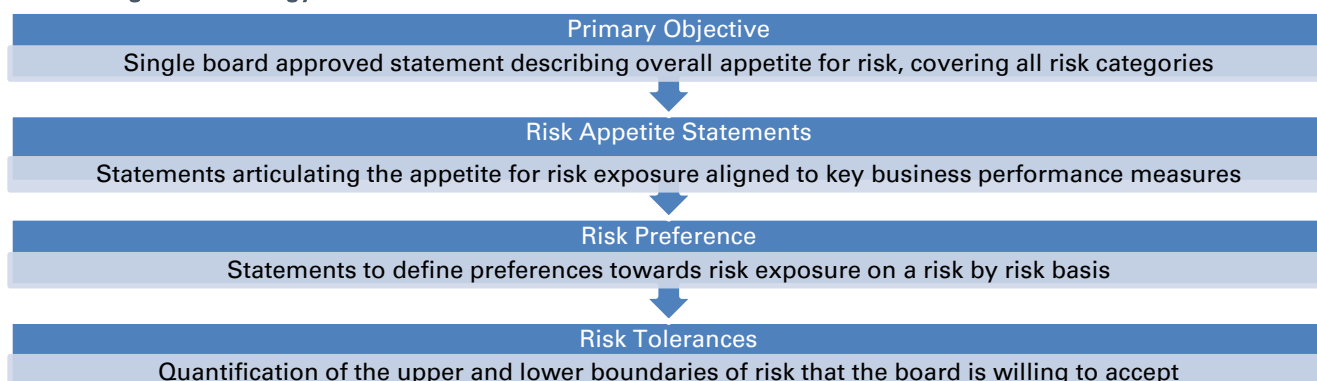 Primary Objective
Single board approved statement describing overall appetite for risk, covering all risk categories
Risk Appetite Statements
Statements articulating the appetite for risk exposure aligned to key business performance measures
Risk Preference
Statements to define preferences towards risk exposure on a risk by risk basis
Risk Tolerances
Quantification of the upper and lower boundaries of risk that the board is willing to accept